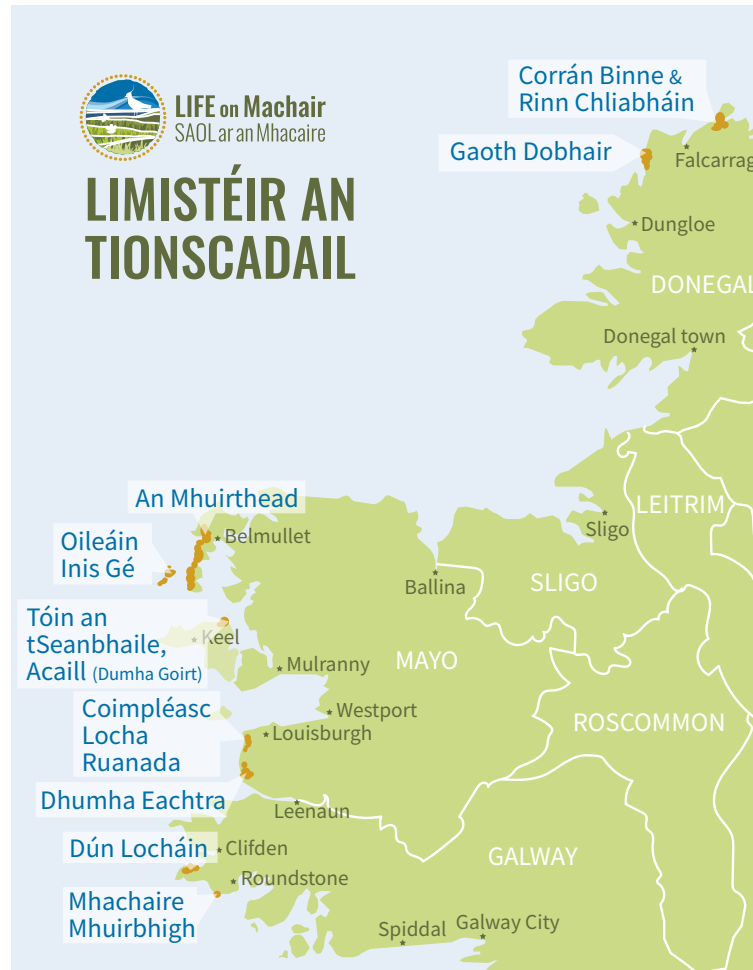 LIFE on Machair
SAOL ar an Mhacaire
LIMISTÉIR AN
TIONSCADAIL
Corrán Binne &
Rinn Chliabháin
Gaoth Dobhair
Falcarrag
Dungloe
DONEGAL
Donegal town
An Mhuirthead
LEITRIM
Sligo
Belmullet
Oileáin
Inis Gé
Ballina
SLIGO
Tóin an
tSeanbhaile,
Acaill (Dumha Goirt)
Keel
MAYO
Mulranny
Coimpléasc
Locha
Ruanada
Westport
Louisburgh
ROSCOMMON
Dhumha Eachtra
Leenaun
Dún Locháin
Clifden
GALWAY
Roundstone
Mhachaire
Mhuirbhigh
Spiddal
Galway City